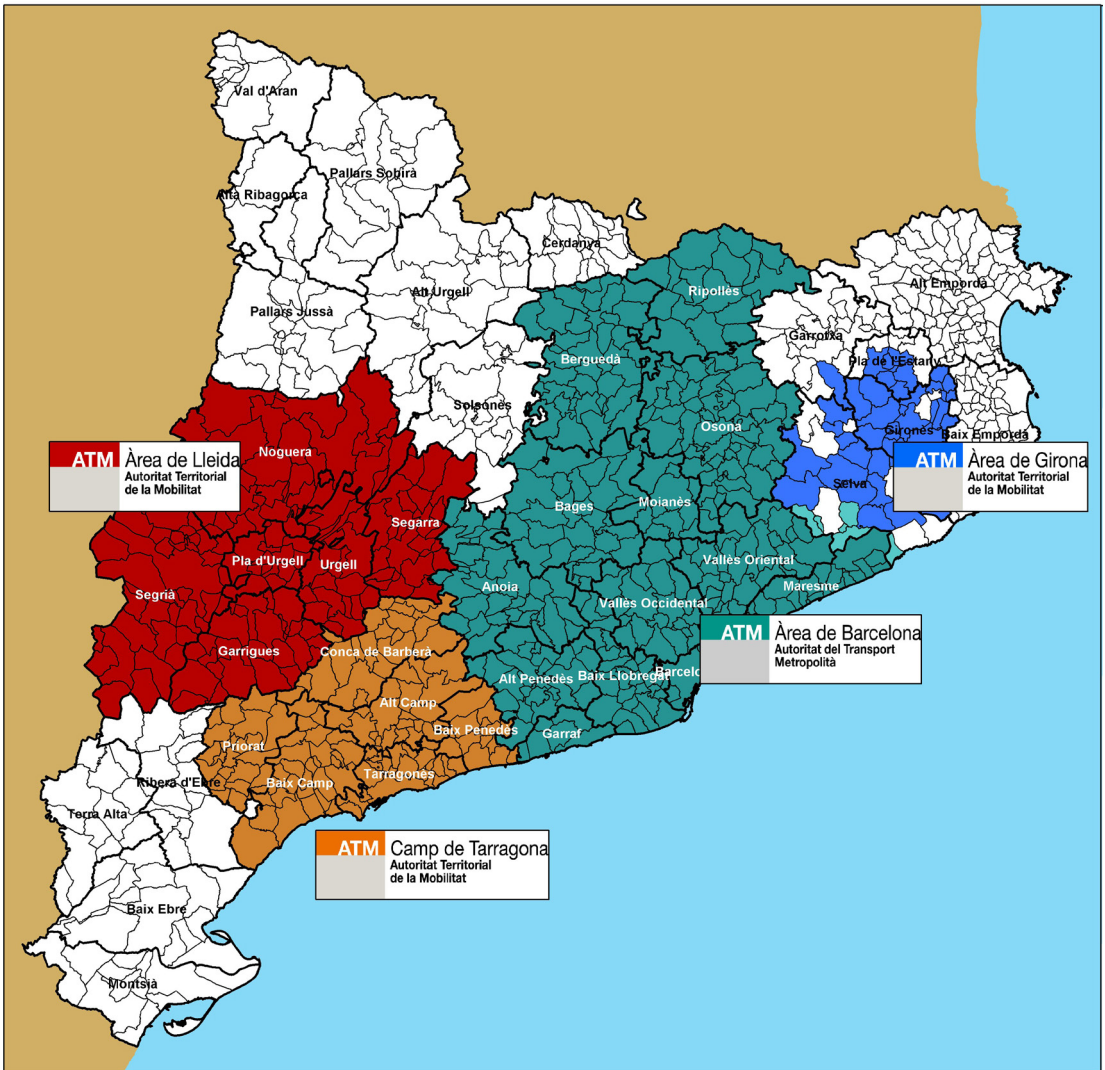 Val d'Aran
Pallars Sobirà
Alta Ribagorça
Cerdanya
Alt Urgell
Ripollès
Alt Empordà
Pallars Jussà
Garrotxa
Berguedà
Pla de l'Estany
Solsonès
Osona
Gironès
Baix Empordà
Noguera
ATM Àrea de Lleida
Autoritat Territorial
de la Mobilitat
ATM Àrea de Girona
Autoritat Territorial
de la Mobilitat
Selva
Bages
Moianès
Segarra
Pla d'Urgell
Urgell
Vallès Oriental
Anoia
Maresme
Segrià
Vallès Occidental
Garrigues
Conca de Barberà
ATM Àrea de Barcelona
Autoritat del Transport
Metropolità
Alt Penedès
Baix Llobregat
Barcelo
Alt Camp
Baix Penedès
Garraf
Priorat
Tarragonès
Ribera d'Ebre
Baix Camp
Terra Alta
ATM Camp de Tarragona
Autoritat Territorial
de la Mobilitat
Baix Ebre
Montsià